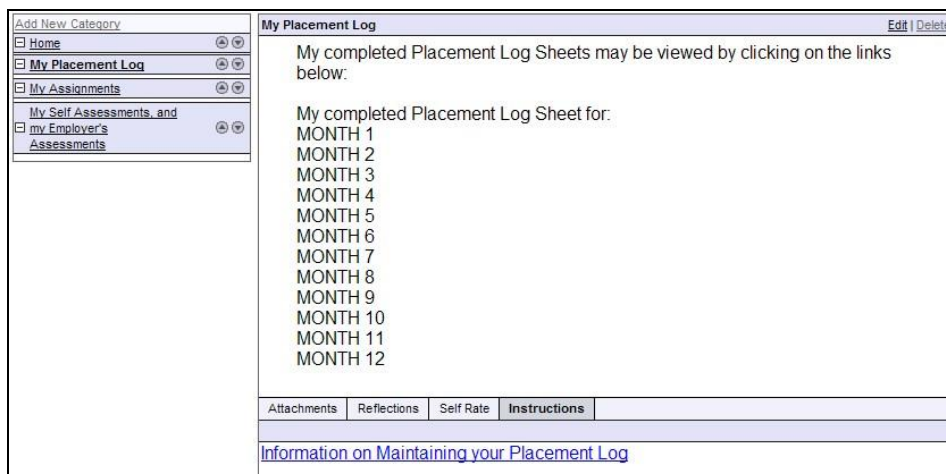 Add New Category
Home
My Placement Log
My Assignments
My Self Assessments, and
my Employer's
Assessments
My Placement Log
Edit | Delete
My completed Placement Log Sheets may be viewed by clicking on the links
below:
My completed Placement Log Sheet for:
MONTH 1
MONTH 2
MONTH 3
MONTH 4
MONTH 5
MONTH 6
MONTH 7
MONTH 8
MONTH 9
MONTH 10
MONTH 11
MONTH 12
Attachments Reflections Self Rate Instructions
Information on Maintaining your Placement Log